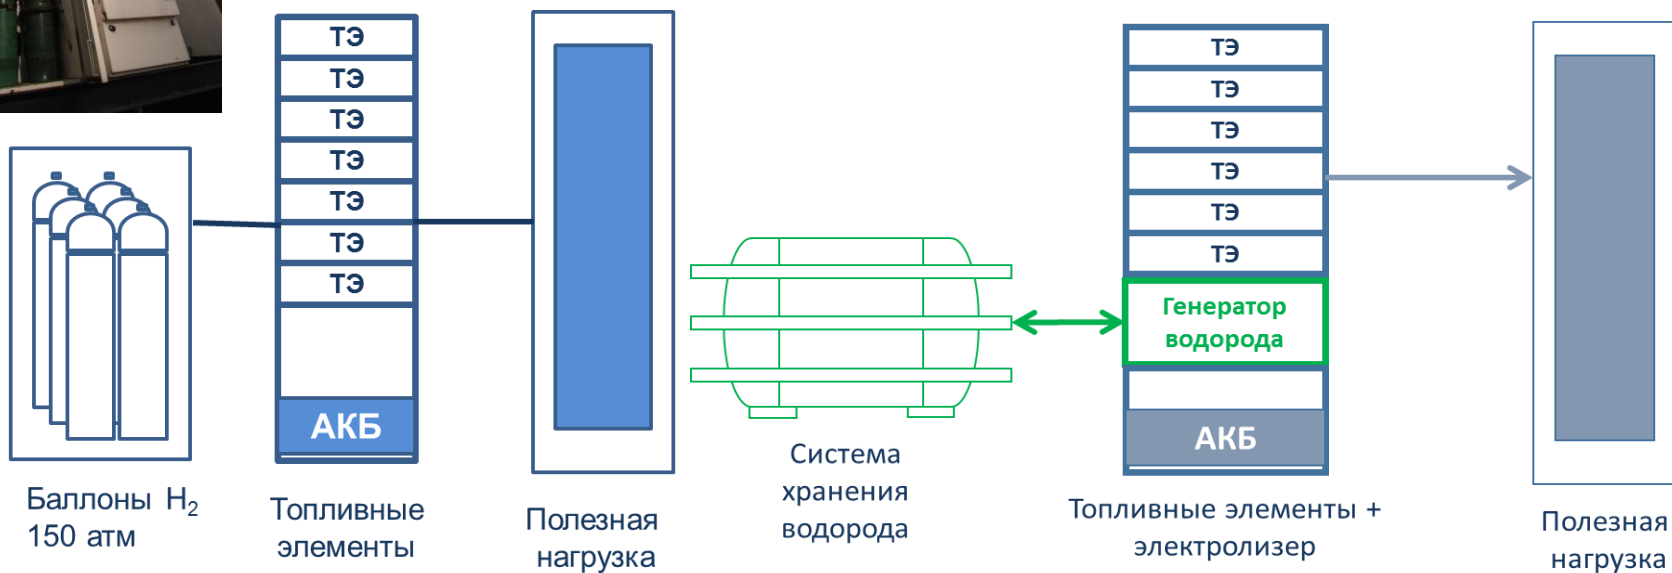 ТЭ
ТЭ
ТЭ
ТЭ
ТЭ
ТЭ
ТЭ
АКБ
Баллоны H₂
150 атм
Топливные
элементы
Полезная
нагрузка
Система
хранения
водорода
ТЭ
ТЭ
ТЭ
ТЭ
ТЭ
ТЭ
Генератор
водорода
АКБ
Топливные элементы +
электролизер
Полезная
нагрузка